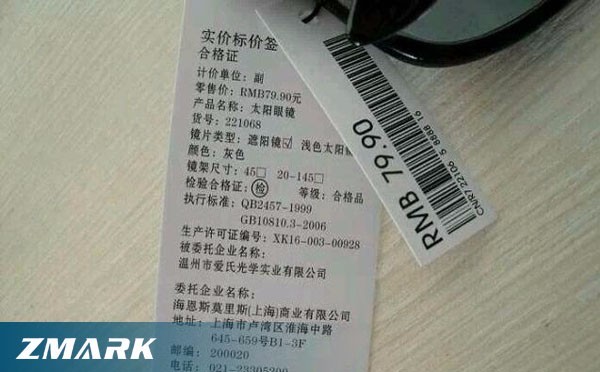 实价标价签
合格证
计价单位: 副
零售价: RMB79.90元
产品名称: 太阳眼镜
货号: 221068
镜片类型: 遮阳镜☑ 浅色太阳镜
颜色: 灰色
镜架尺寸: 45□ 20-145□
检验合格证: 检 等级: 合格品
执行标准: QB2457-1999
GB10810.3-2006
生产许可证编号: XK16-003-00928
被委托企业名称:
温州市爱氏光学实业有限公司
委托企业名称:
海恩斯莫里斯(上海)商业有限公司
地址: 上海市卢湾区淮海中路
645-659号B1-3F
邮编: 200020
电话:
RMB 79.90
ZMARK